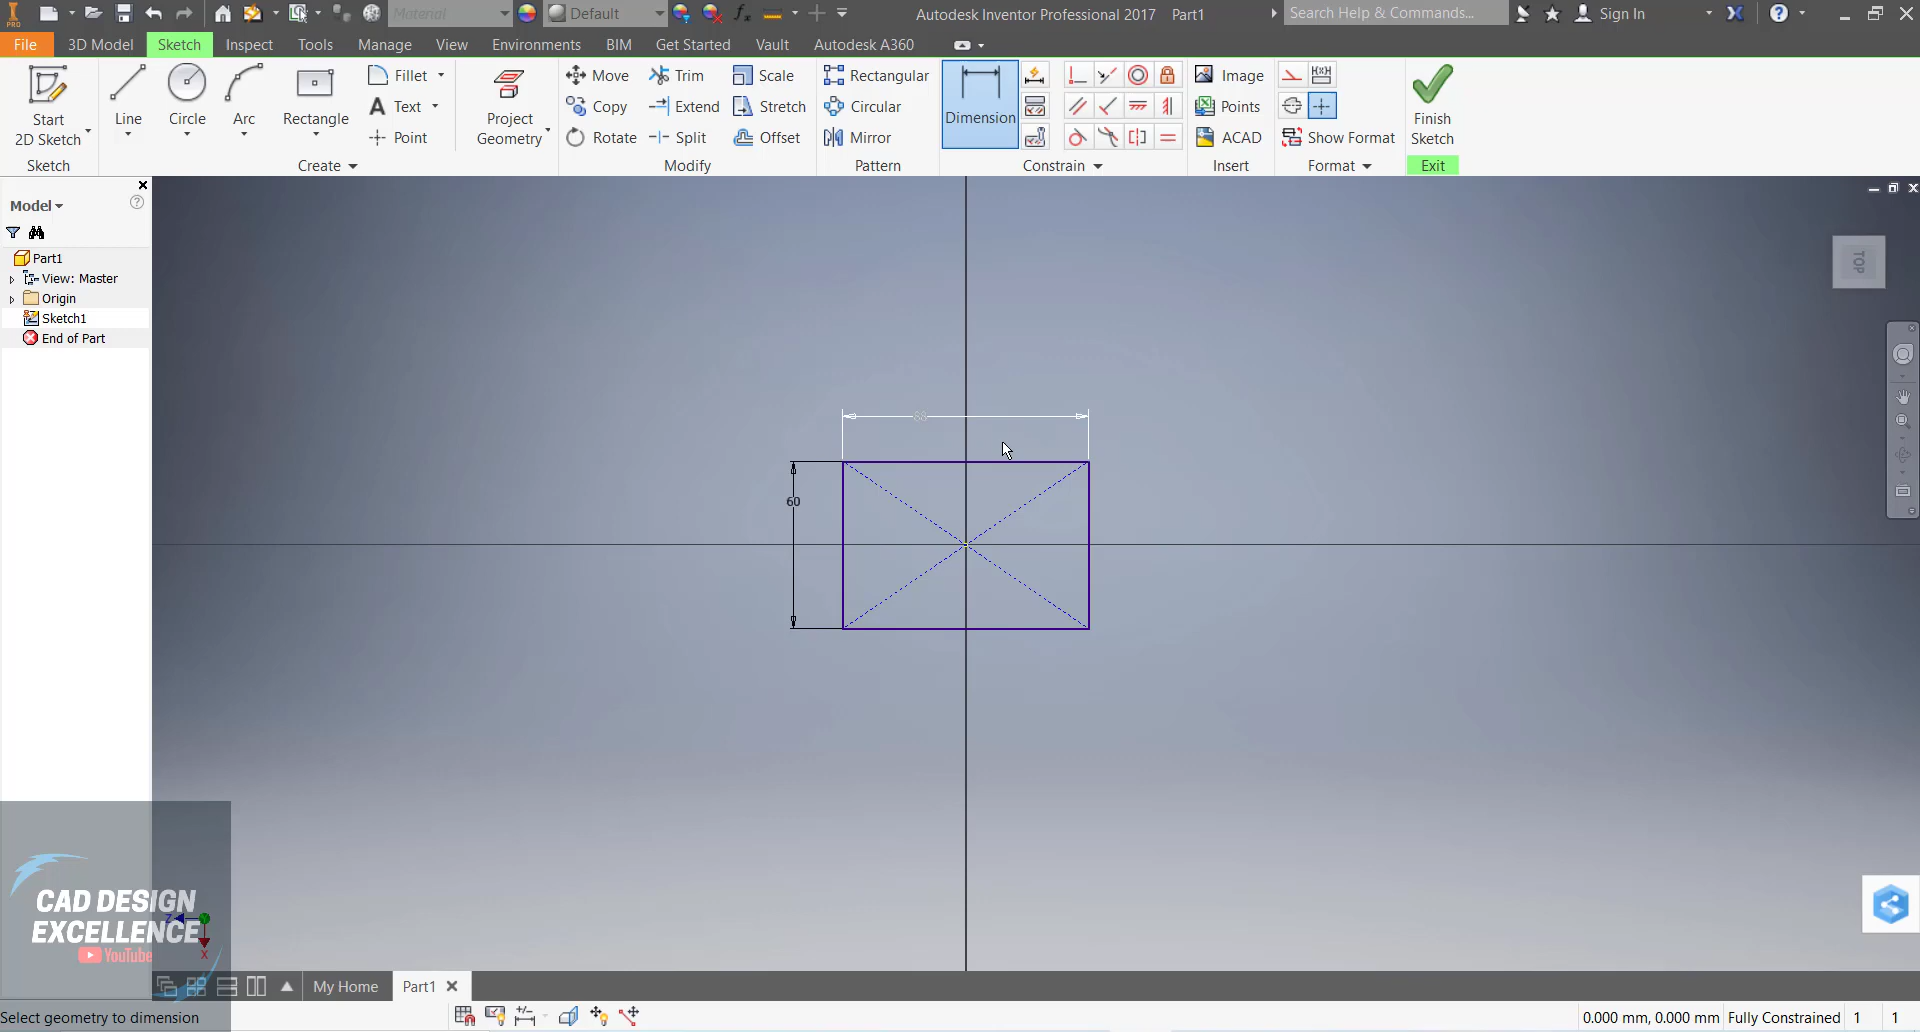 PRO
Material
Default
Autodesk Inventor Professional 2017 Part1
Search Help & Commands...
Sign In
File
3D Model
Sketch
Inspect
Tools
Manage
View
Environments
BIM
Get Started
Vault
Autodesk A360
Start
2D Sketch
Line
Circle
Arc
Rectangle
Fillet
Text
Point
Project
Geometry
Move
Copy
Rotate
Trim
Extend
Split
Scale
Stretch
Offset
Rectangular
Circular
Mirror
Dimension
Image
Points
ACAD
Show Format
Finish
Sketch
Sketch
Create
Modify
Pattern
Constrain
Insert
Format
Exit
Model
Part1
View: Master
Origin
Sketch1
End of Part
TOP
60
CAD DESIGN
EXCELLENCE
YouTube
Z
X
My Home
Part1
Select geometry to dimension
0.000 mm, 0.000 mm
Fully Constrained
1
1